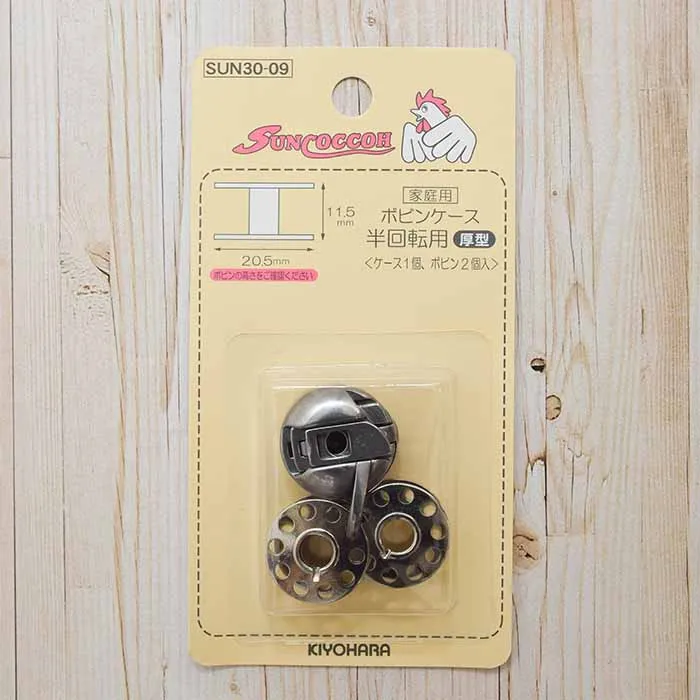 SUN30-09
SUNCOCCOH
家庭用
ボビンケース
半回転用 厚型
<ケース1個、ボビン2個入>
11.5
mm
20.5mm
ボビンの高さをご確認ください
KIYOHARA